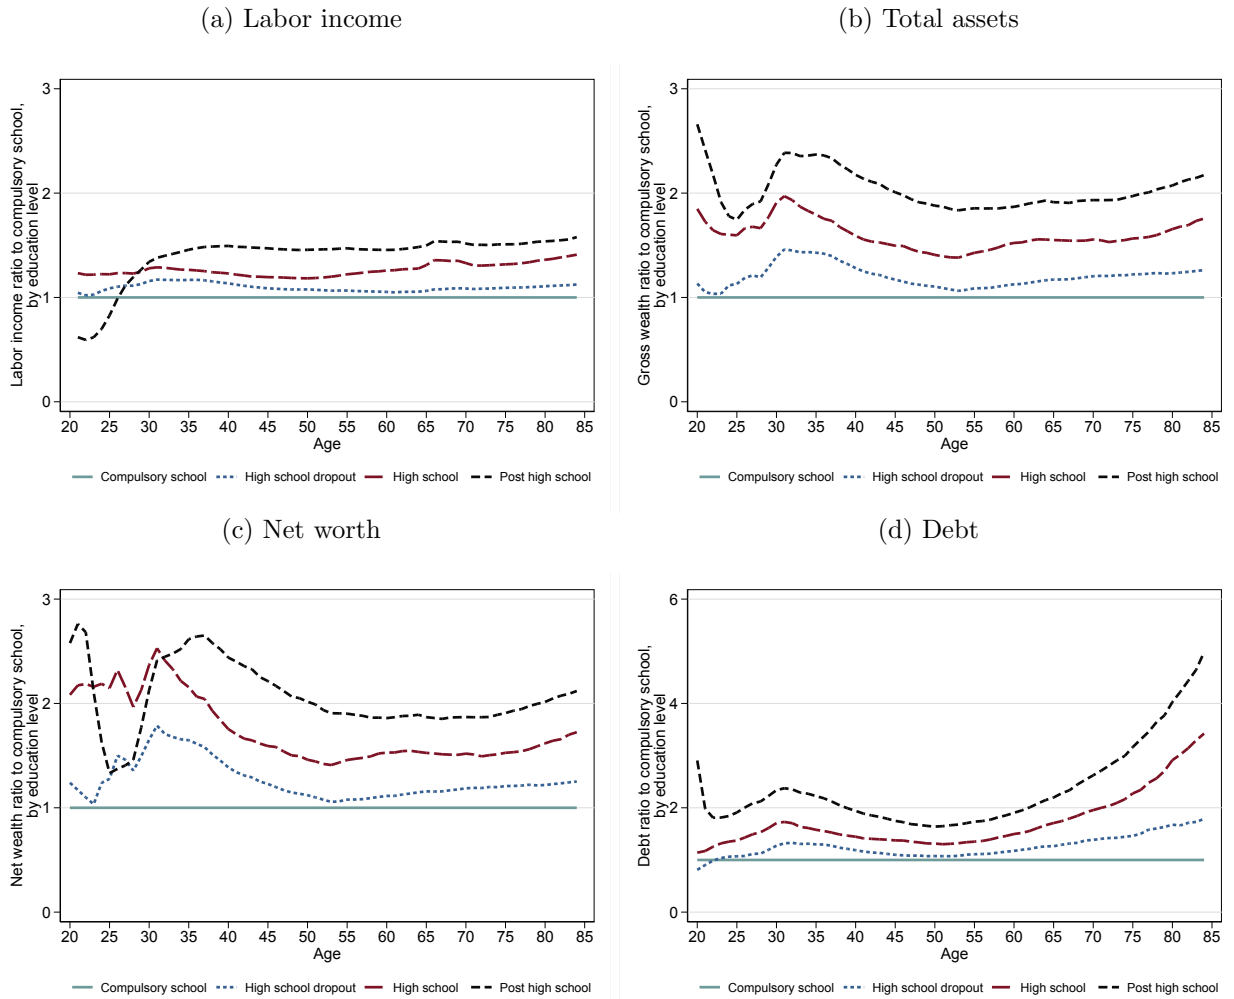 (a) Labor income
(b) Total assets
Labor income ratio to compulsory school,
by education level
3
2
1
0
20 25 30 35 40 45 50 55 60 65 70 75 80 85
Age
Compulsory school High school dropout High school Post high school
Gross wealth ratio to compulsory school,
by education level
3
2
1
0
20 25 30 35 40 45 50 55 60 65 70 75 80 85
Age
Compulsory school High school dropout High school Post high school
(c) Net worth
(d) Debt
Net wealth ratio to compulsory school,
by education level
3
2
1
0
20 25 30 35 40 45 50 55 60 65 70 75 80 85
Age
Compulsory school High school dropout High school Post high school
Debt ratio to compulsory school,
by education level
6
4
2
0
20 25 30 35 40 45 50 55 60 65 70 75 80 85
Age
Compulsory school High school dropout High school Post high school